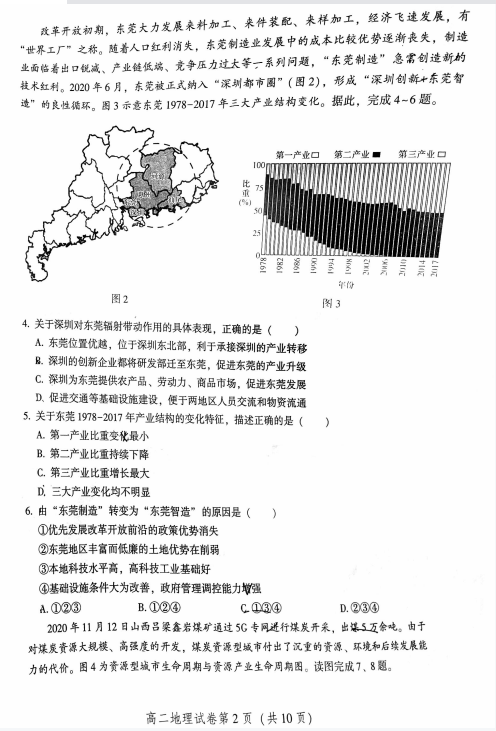 改革开放初期，东莞大力发展来料加工、来件装配、来样加工，经济飞速发展，有
“世界工厂”之称。随着人口红利消失，东莞制造业发展中的成本比较优势逐渐丧失，制造
业面临着出口锐减、产业链低端、竞争压力过大等一系列问题，“东莞制造”急需创造新的
技术红利。2020年6月，东莞被正式纳入“深圳都市圈”(图2)，形成“深圳创新+东莞智
造”的良性循环。图3示意东莞1978-2017年三大产业结构变化。据此，完成4~6题。
第一产业□ 第二产业■ 第三产业□
比重(%)
100
75
50
25
0
1978 1982 1986 1990 1994 1998 2002 2006 2010 2014 2017
年份
图2
图3
4. 关于深圳对东莞辐射带动作用的具体表现，正确的是（ ）
A. 东莞位置优越，位于深圳东北部，利于承接深圳的产业转移
B. 深圳的创新企业都将研发部迁至东莞，促进东莞的产业升级
C. 深圳为东莞提供农产品、劳动力、商品市场，促进东莞发展
D. 促进交通等基础设施建设，便于两地区人员交流和物资流通
5. 关于东莞1978-2017年产业结构的变化特征，描述正确的是（ ）
A. 第一产业比重变化最小
B. 第二产业比重持续下降
C. 第三产业比重增长最大
D. 三大产业变化均不明显
6. 由“东莞制造”转变为“东莞智造”的原因是（ ）
①优先发展改革开放前沿的政策优势消失
②东莞地区丰富而低廉的土地优势在削弱
③本地科技水平高，高科技工业基础好
④基础设施条件大为改善，政府管理调控能力增强
A. ①②③ B. ①②④ C. ①③④ D. ②③④
2020年11月12日山西吕梁鑫岩煤矿通过5G专网进行煤炭开采，出煤5万余吨。由于
对煤炭资源大规模、高强度的开发，煤炭资源型城市付出了沉重的资源、环境和后续发展能
力的代价。图4为资源型城市生命周期与资源产业生命周期图。读图完成7、8题。
高二地理试卷第2页（共10页）